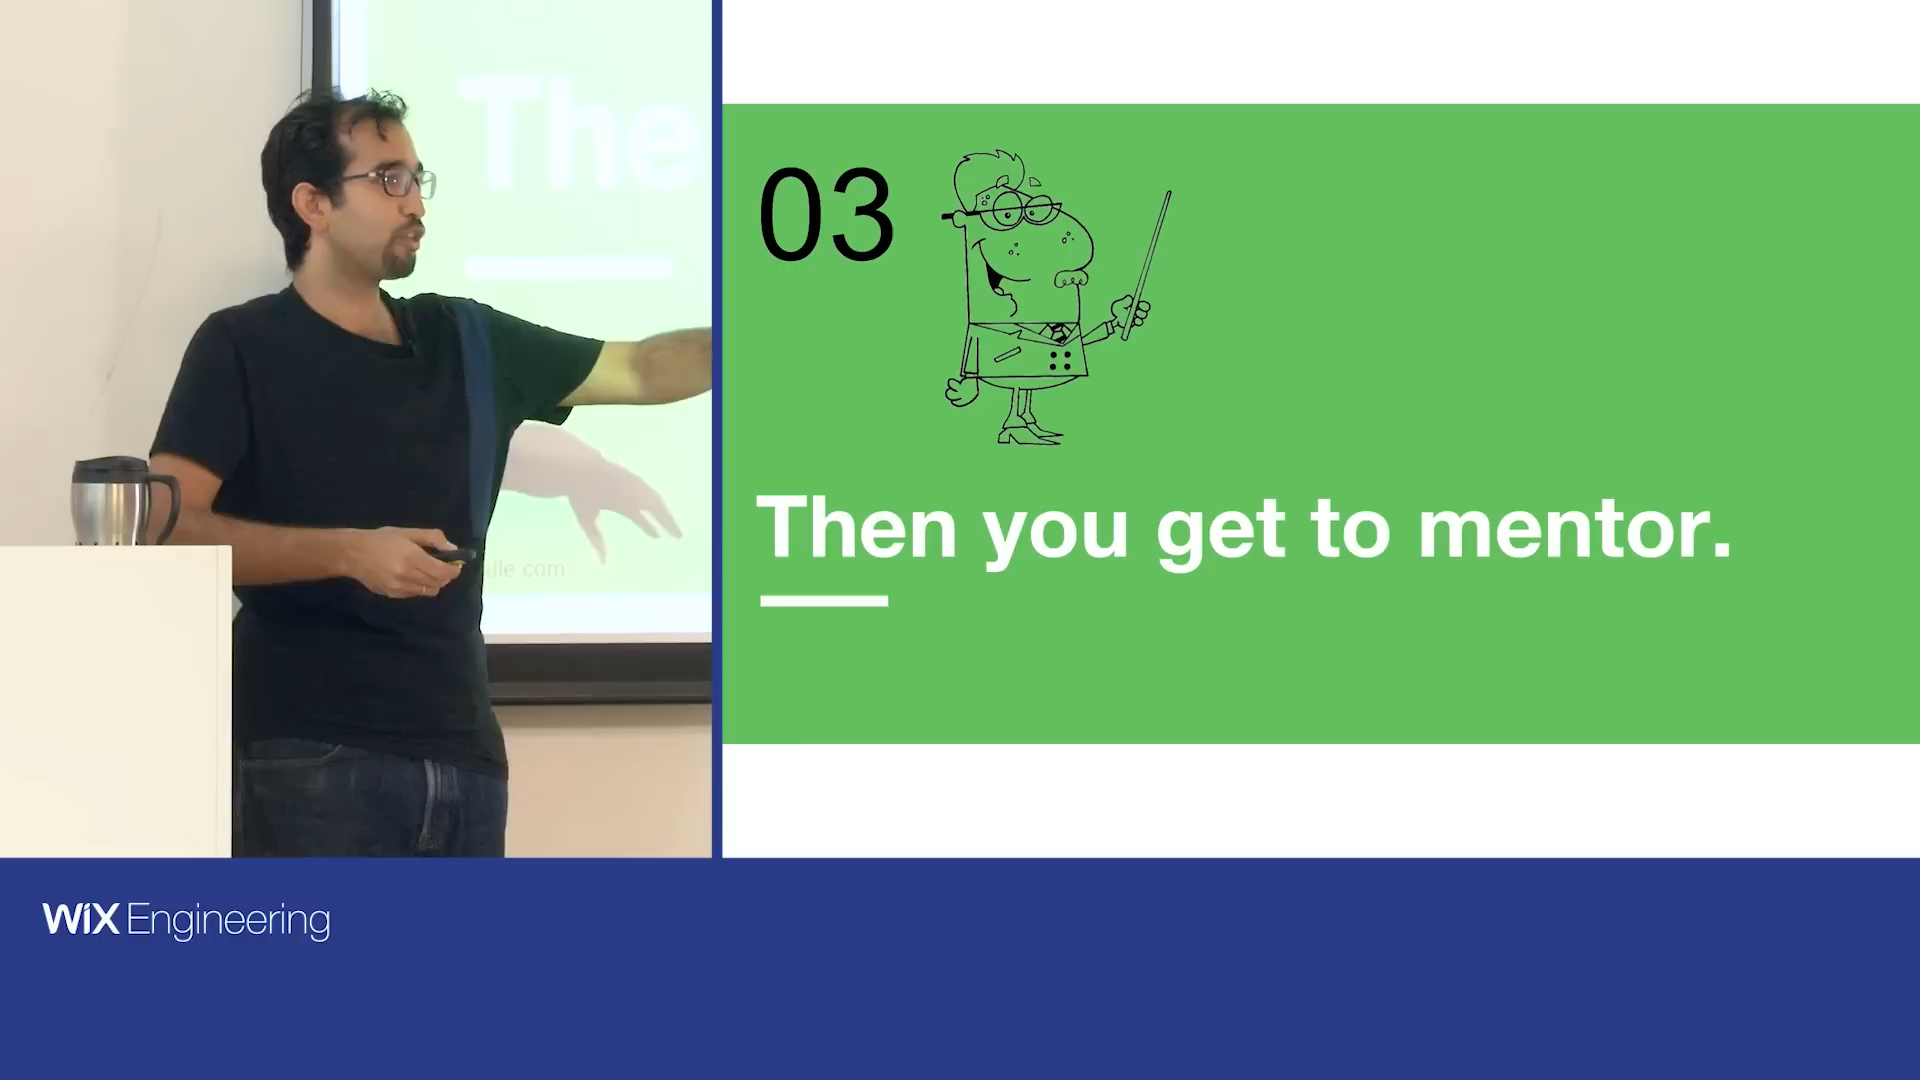 The
03
Then you get to mentor.
WiX Engineering